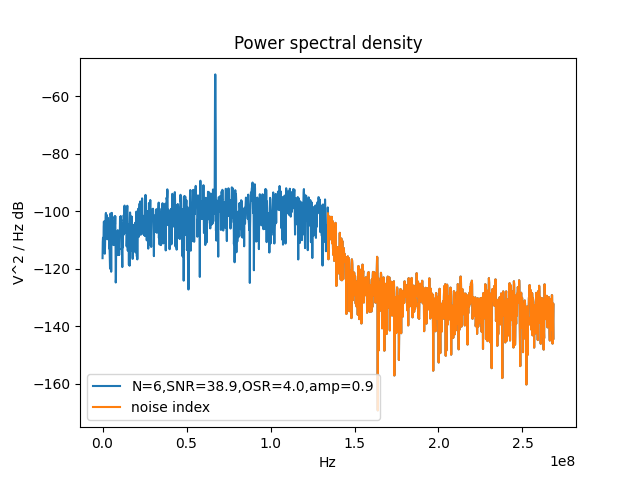 Power spectral density
V^2 / Hz dB
−60
−80
−100
−120
−140
−160
N=6,SNR=38.9,OSR=4.0,amp=0.9
noise index
0.0 0.5 1.0 1.5 2.0 2.5
1e8
Hz